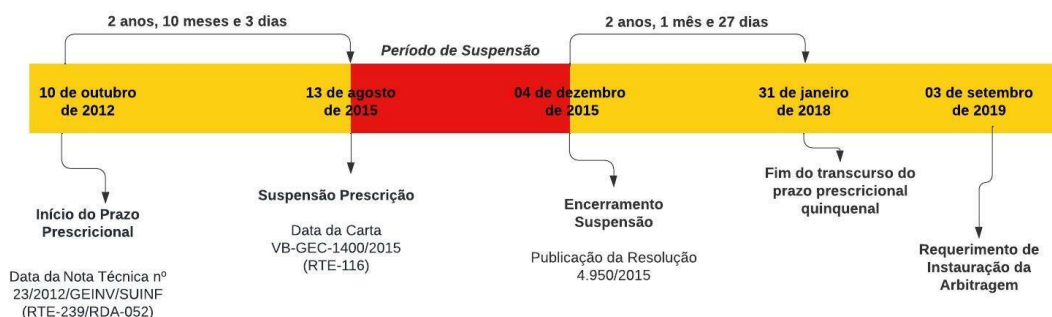 2 anos, 10 meses e 3 dias
2 anos, 1 mês e 27 dias
Período de Suspensão
10 de outubro
de 2012
13 de agosto
de 2015
04 de dezembro
de 2015
31 de janeiro
de 2018
03 de setembro
de 2019
Início do Prazo
Prescricional
Data da Nota Técnica nº
23/2012/GEINV/SUINF
(RTE-239/RDA-052)
Suspensão Prescrição
Data da Carta
VB-GEC-1400/2015
(RTE-116)
Encerramento
Suspensão
Publicação da Resolução
4.950/2015
Fim do transcurso do
prazo prescricional
quinquenal
Requerimento de
Instauração da
Arbitragem